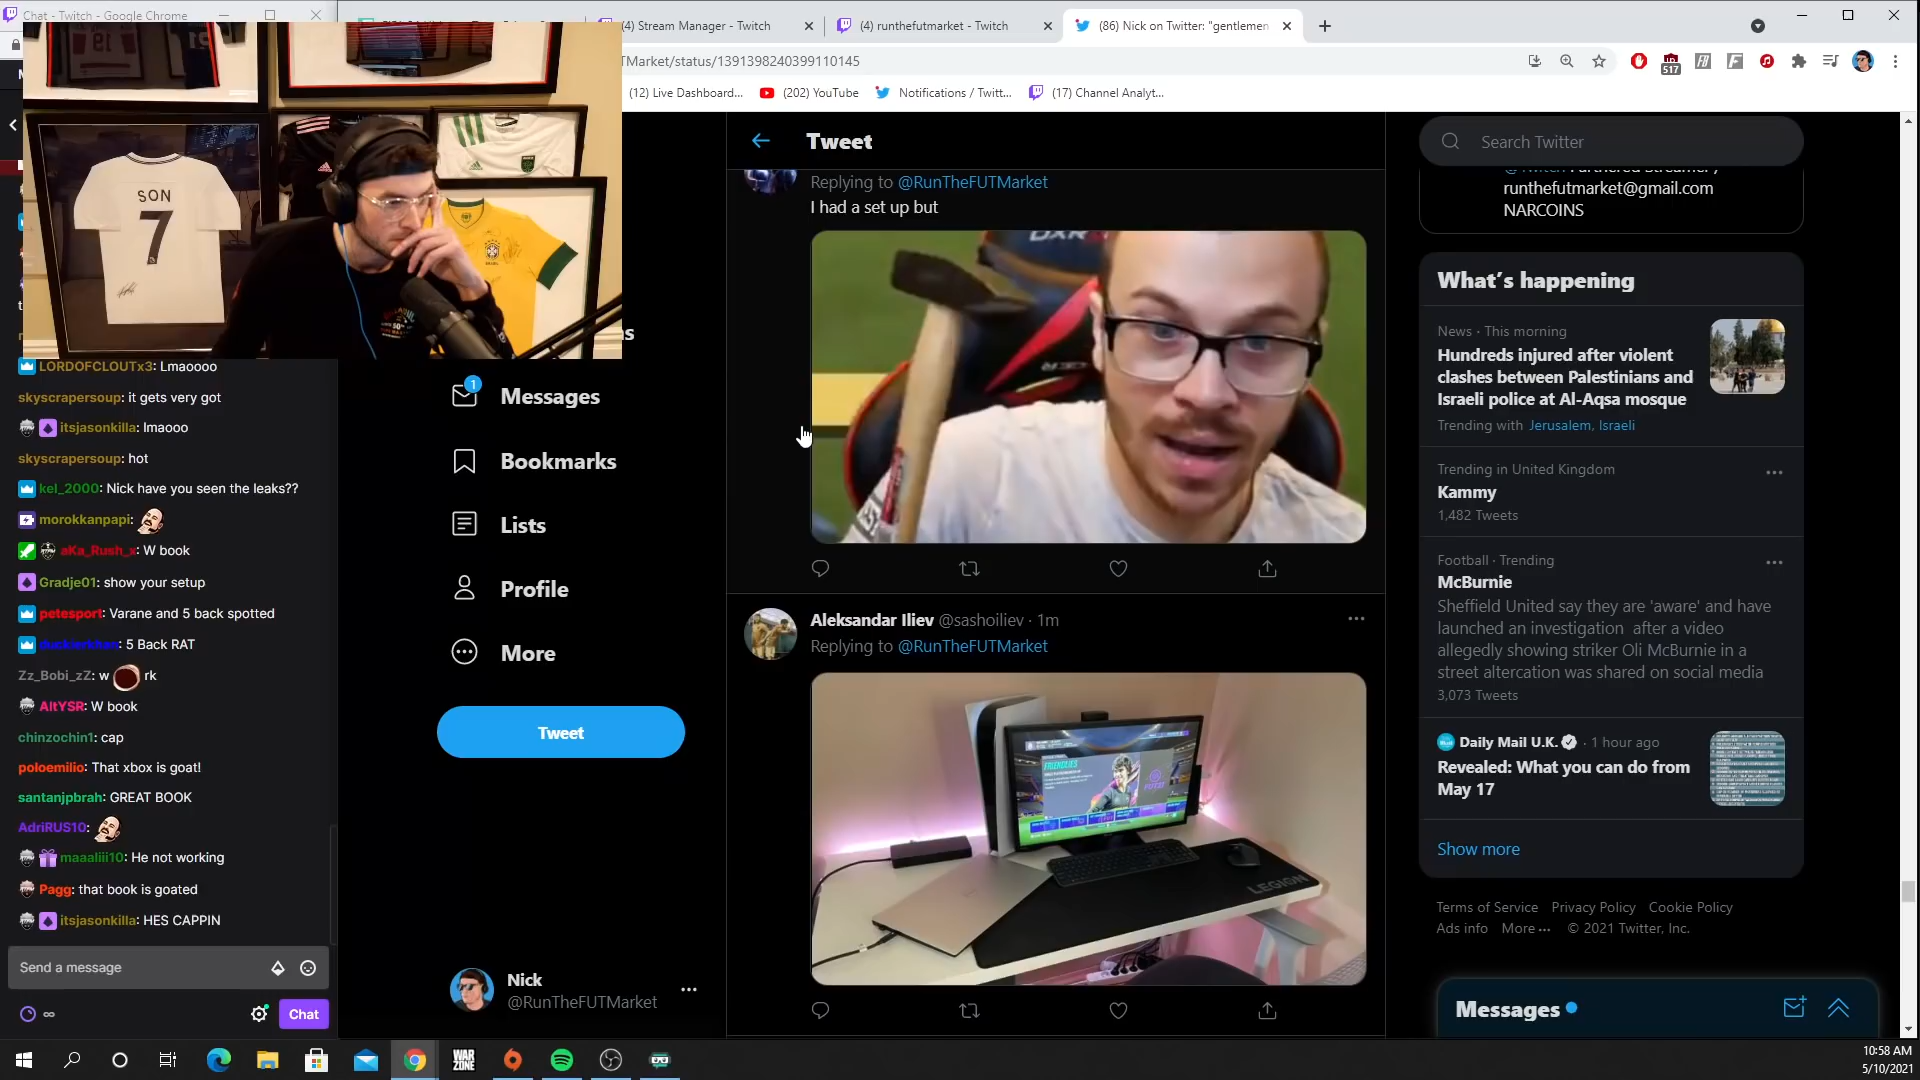 Chat - Twitch - Google Chrome
(4) Stream Manager - Twitch
(4) runthefutmarket - Twitch
(86) Nick on Twitter: "gentlemen
TMarket/status/1391398240399110145
517
(12) Live Dashboard...
(202) YouTube
Notifications / Twitt...
(17) Channel Analyt...
19
SON
7
LORDOFCLOUTx3: Lmaoooo
skyscrapersoup: it gets very got
itsjasonkilla: lmaooo
skyscrapersoup: hot
kel_2000: Nick have you seen the leaks??
morokkanpapi:
aKa_Rush_x: W book
Gradje01: show your setup
petesport: Varane and 5 back spotted
: 5 Back RAT
Zz_Bobi_zZ: w rk
AltYSR: W book
chinzochin1: cap
poloemilio: That xbox is goat!
santanjpbrah: GREAT BOOK
AdriRUS10:
maaaliii10: He not working
Pagg: that book is goated
itsjasonkilla: HES CAPPIN
Send a message
∞
Chat
ns
1
Messages
Bookmarks
Lists
Profile
More
Tweet
Nick
@RunTheFUTMarket
Tweet
Replying to @RunTheFUTMarket
I had a set up but
Aleksandar Iliev @sashoiliev · 1m
Replying to @RunTheFUTMarket
FRIENDLIES
LEGION
Search Twitter
runthefutmarket@gmail.com
NARCOINS
What's happening
News · This morning
Hundreds injured after violent
clashes between Palestinians and
Israeli police at Al-Aqsa mosque
Trending with Jerusalem, Israeli
Trending in United Kingdom
Kammy
1,482 Tweets
Football · Trending
McBurnie
Sheffield United say they are 'aware' and have
launched an investigation after a video
allegedly showing striker Oli McBurnie in a
street altercation was shared on social media
3,073 Tweets
Daily Mail U.K. · 1 hour ago
Revealed: What you can do from
May 17
Show more
Terms of Service Privacy Policy Cookie Policy
Ads info More ··· © 2021 Twitter, Inc.
Messages
WAR
ZONE
10:58 AM
5/10/2021